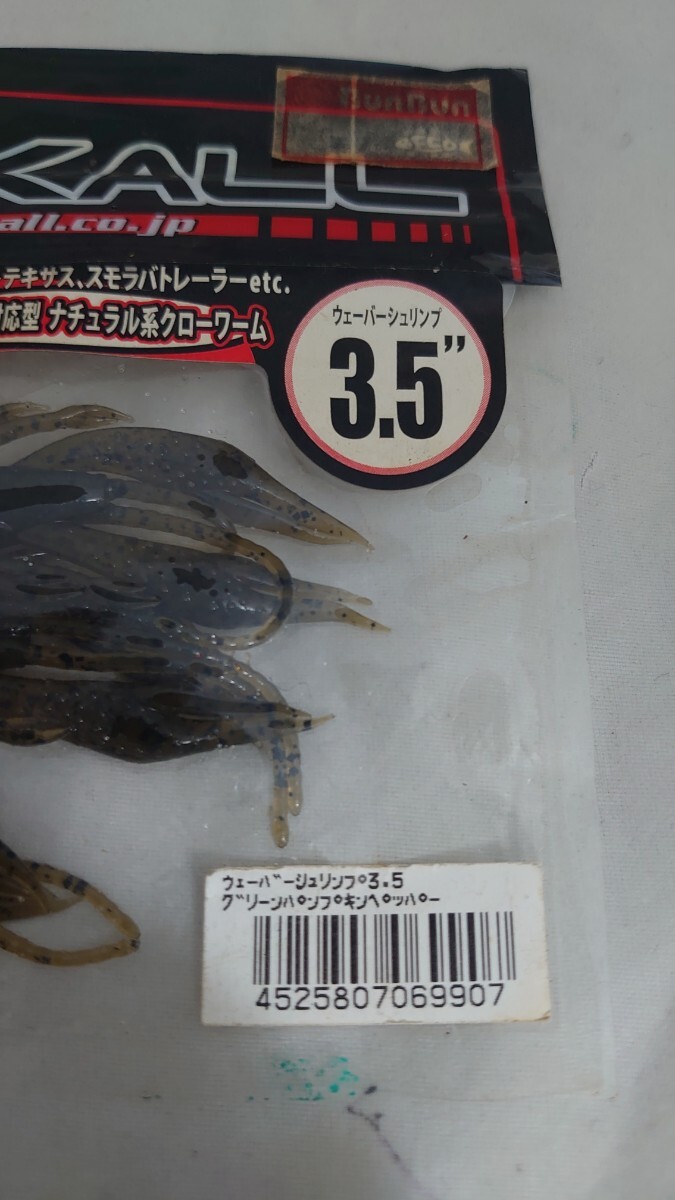 BunBun
KALL
all.co.jp
テキサス、スモラバトレーラーetc.
対応型 ナチュラル系クローワーム
ウェーバーシュリンプ
3.5”
ウェーバーシュリンプ3.5
グリーンパンプキンペッパー
4525807069907